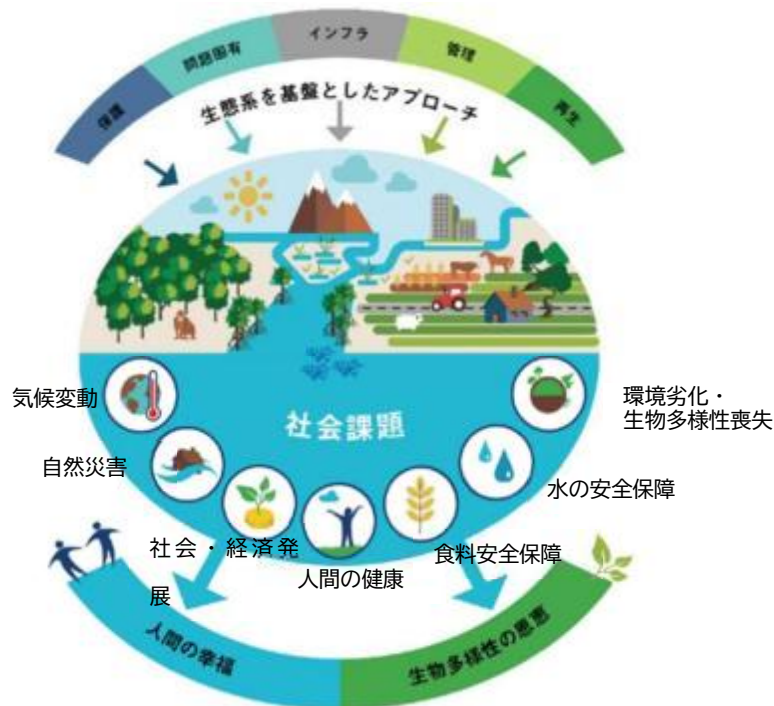 保護
問題固有
インフラ
管理
再生
生態系を基盤としたアプローチ
社会課題
気候変動
自然災害
社会・経済発
展
人間の健康
食料安全保障
水の安全保障
環境劣化・
生物多様性喪失
人間の幸福
生物多様性の恩恵